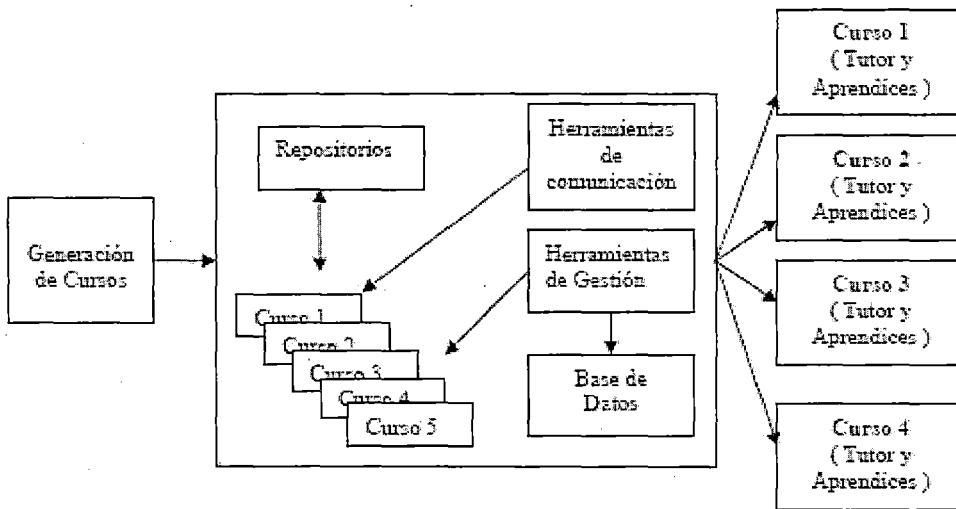 Generación
de Cursos
Repositorios
Curso 1
Curso 2
Curso 3
Curso 4
Curso 5
Herramientas
de
comunicación
Herramientas
de Gestión
Base de
Datos
Curso 1
( Tutor y
Aprendices )
Curso 2
( Tutor y
Aprendices )
Curso 3
( Tutor y
Aprendices )
Curso 4
( Tutor y
Aprendices )